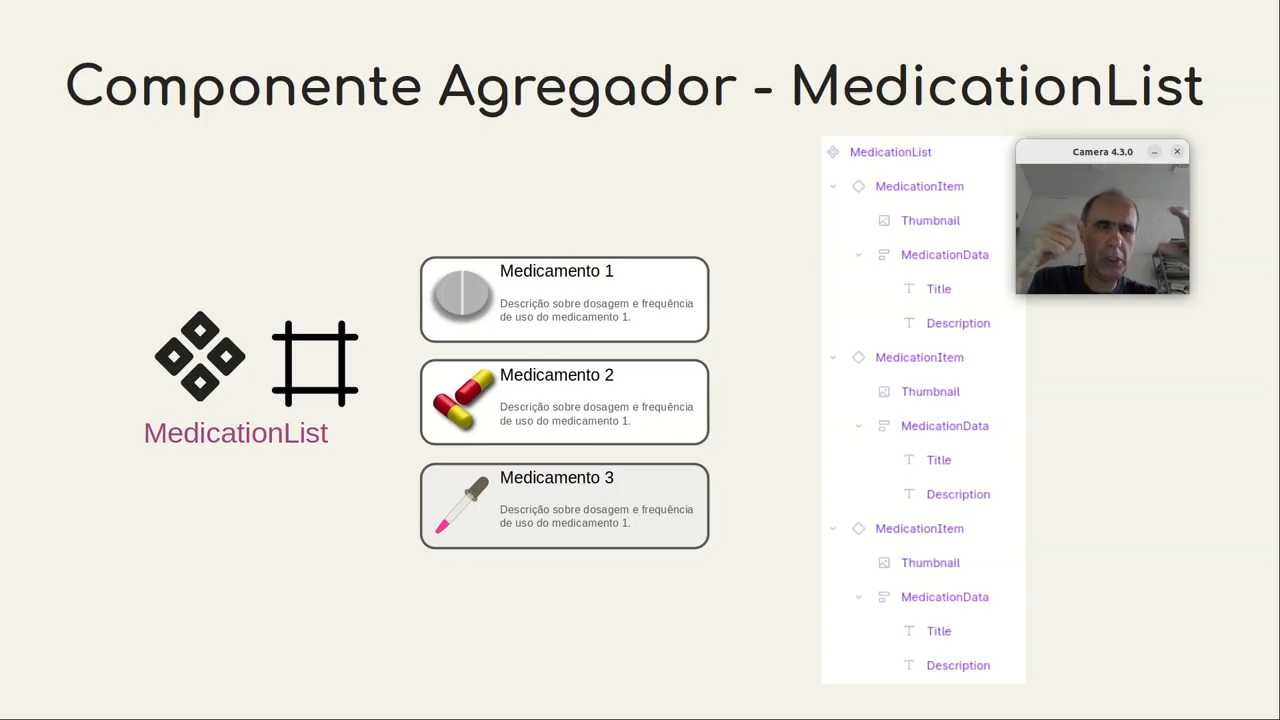 Componente Agregador - MedicationList
MedicationList
Medicamento 1
Descrição sobre dosagem e frequência
de uso do medicamento 1.
Medicamento 2
Descrição sobre dosagem e frequência
de uso do medicamento 1.
Medicamento 3
Descrição sobre dosagem e frequência
de uso do medicamento 1.
MedicationList
MedicationItem
Thumbnail
MedicationData
Title
Description
MedicationItem
Thumbnail
MedicationData
Title
Description
MedicationItem
Thumbnail
MedicationData
Title
Description
Camera 4.3.0